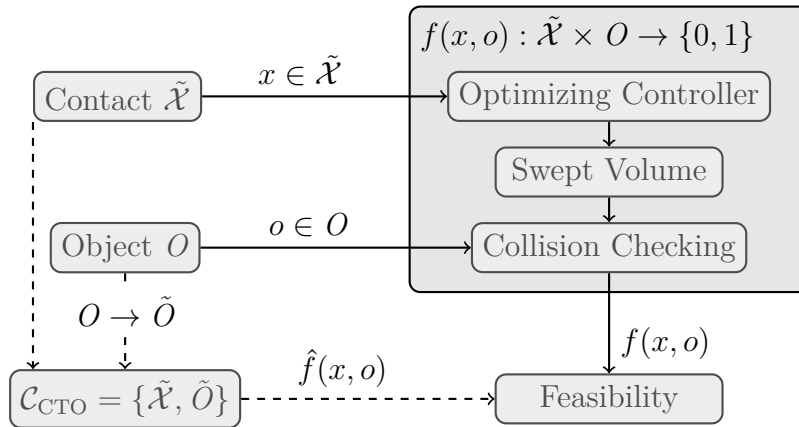 f(x, o) : 𝒳̃ × O → {0, 1}
x ∈ 𝒳̃
Contact 𝒳̃
Optimizing Controller
Swept Volume
o ∈ O
Object O
Collision Checking
O → Õ
f(x, o)
f̂(x, o)
𝒞_CTO = {𝒳̃, Õ}
Feasibility